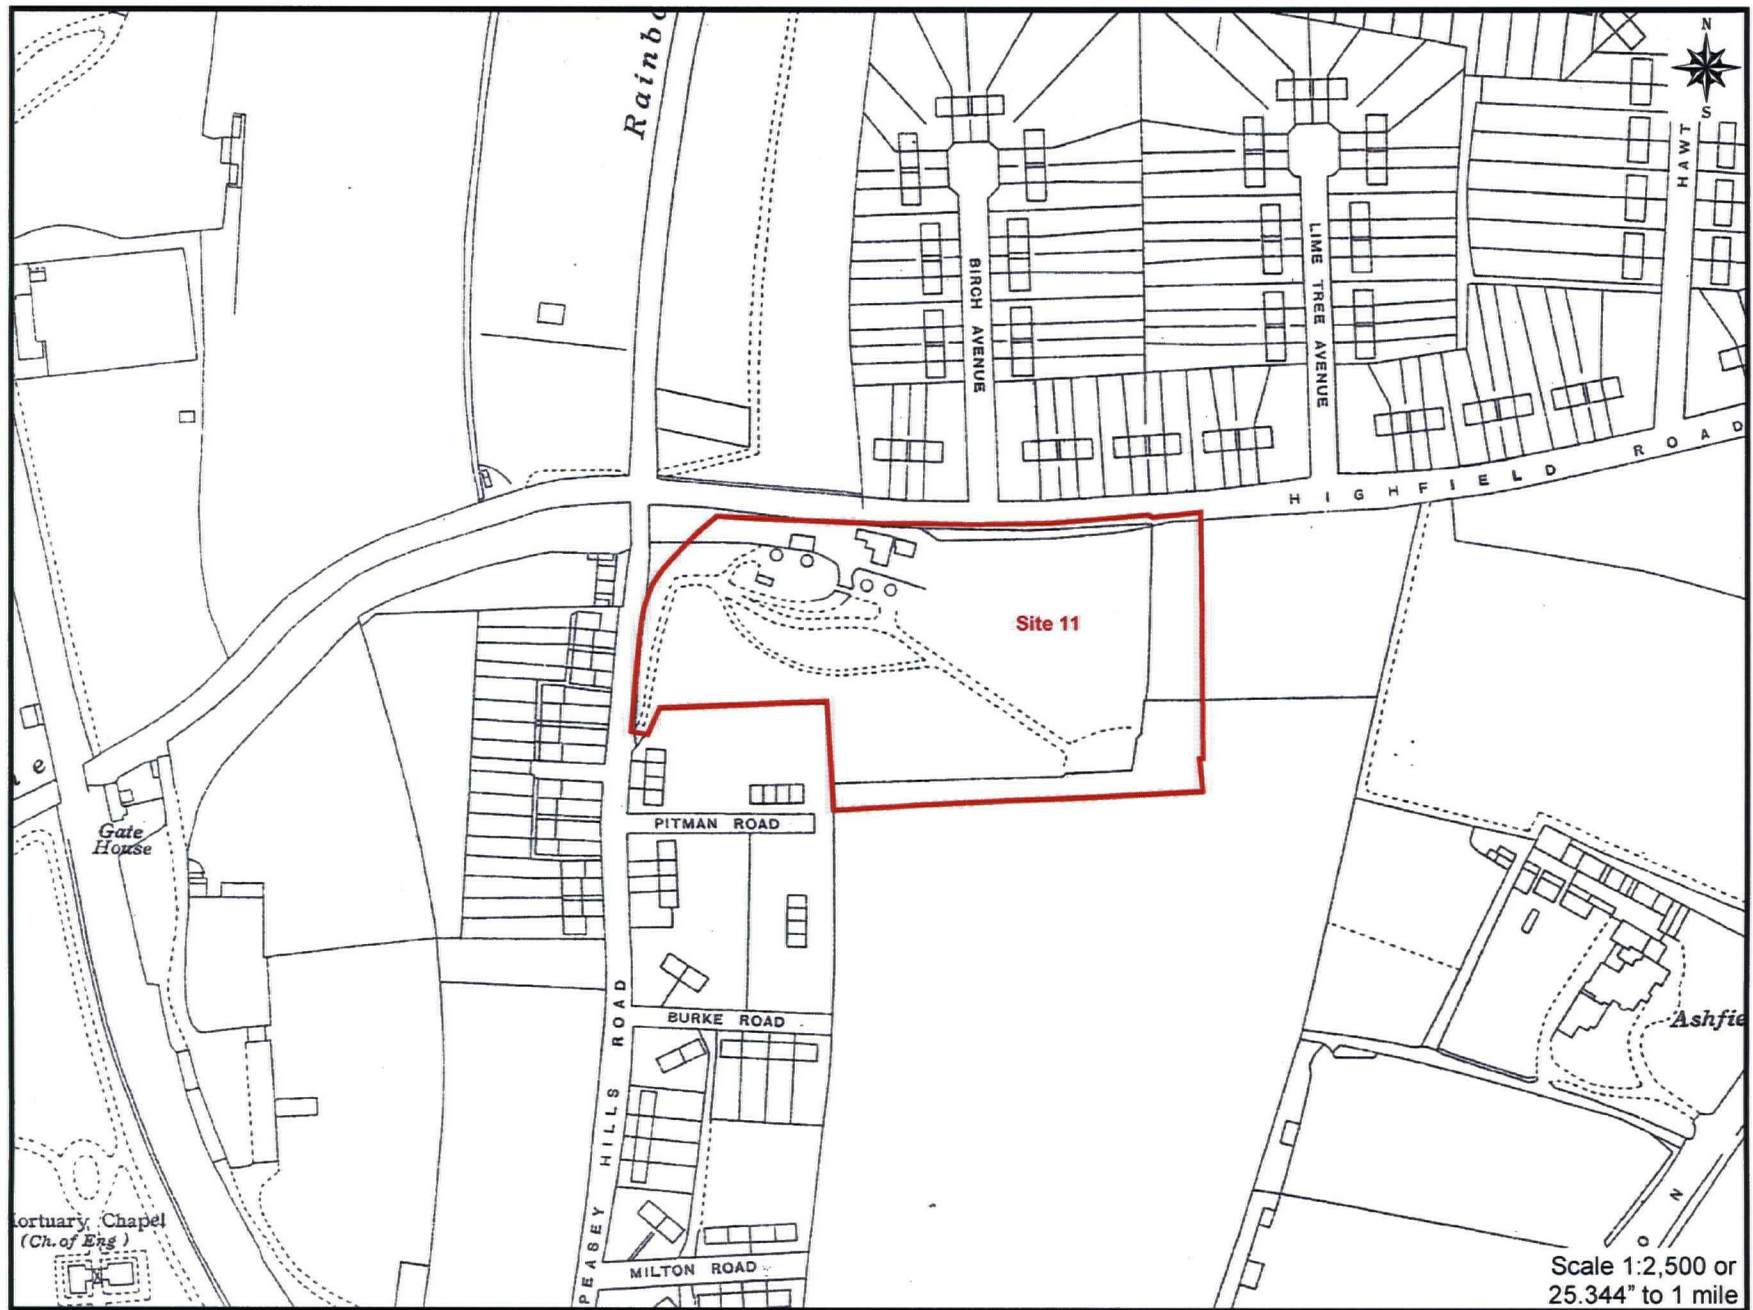 N
S
Rainbo
HAWT
BIRCH AVENUE
LIME TREE AVENUE
HIGHFIELD ROAD
Site 11
Gate
House
PITMAN ROAD
BURKE ROAD
PEASEY HILLS ROAD
Ashfie
ortuary Chapel
(Ch. of Eng)
MILTON ROAD
O N
Scale 1:2,500 or
25.344" to 1 mile